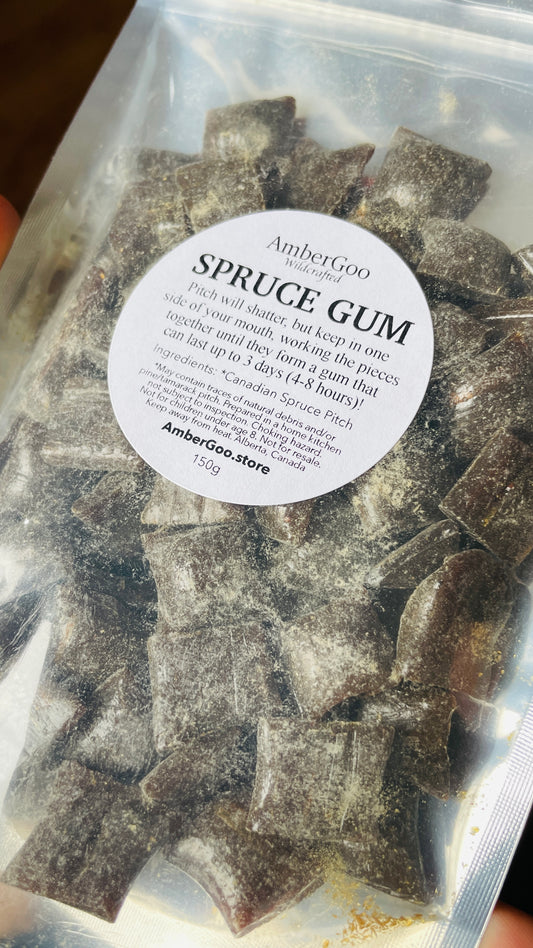 AmberGoo
Wildcrafted
SPRUCE GUM
Pitch will shatter, but keep in one
side of your mouth, working the pieces
together until they form a gum that
can last up to 3 days (4-8 hours)!
Ingredients: *Canadian Spruce Pitch
*May contain traces of natural debris and/or
pine/tamarack pitch. Prepared in a home kitchen
not subject to inspection. Choking hazard.
Not for children under age 8. Not for resale.
Keep away from heat. Alberta, Canada
AmberGoo.store
150g